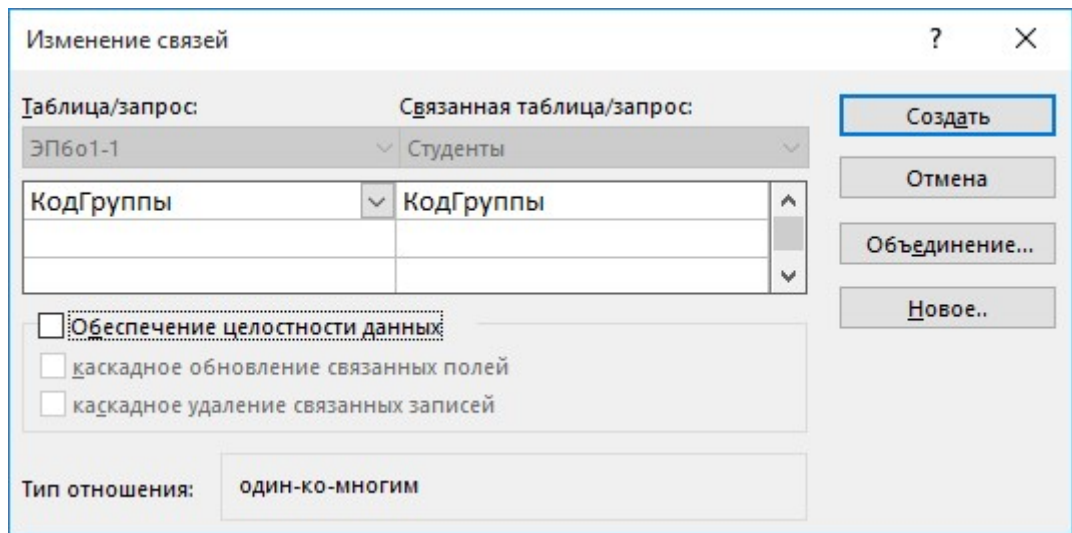 Изменение связей
?
Таблица/запрос: Связанная таблица/запрос:
Создать
ЭПбо1-1 Студенты
Отмена
КодГруппы КодГруппы
Объединение...
Новое..
Обеспечение целостности данных
каскадное обновление связанных полей
каскадное удаление связанных записей
Тип отношения: один-ко-многим